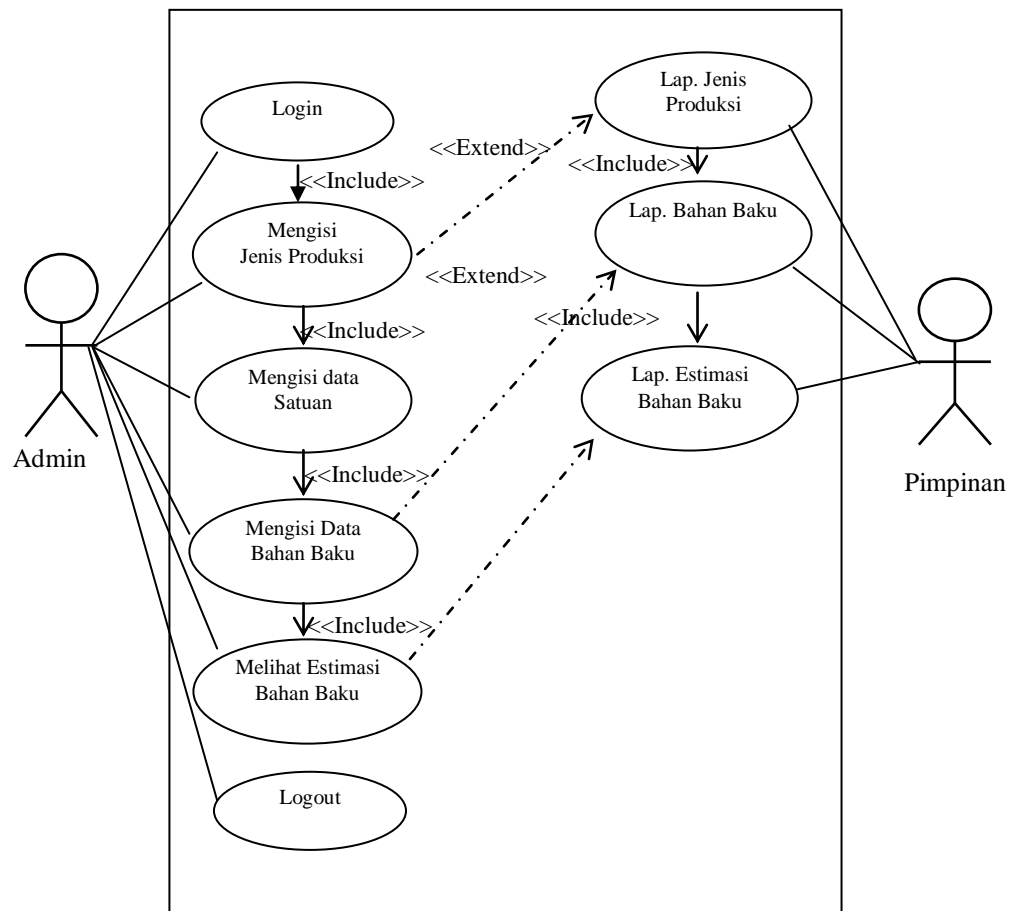 Login
Lap. Jenis
Produksi
<<Extend>>
<<Include>>
<<Include>>
Mengisi
Jenis Produksi
Lap. Bahan Baku
<<Extend>>
<<Include>>
<<Include>>
Mengisi data
Satuan
Lap. Estimasi
Bahan Baku
Admin
Pimpinan
<<Include>>
Mengisi Data
Bahan Baku
<<Include>>
Melihat Estimasi
Bahan Baku
Logout